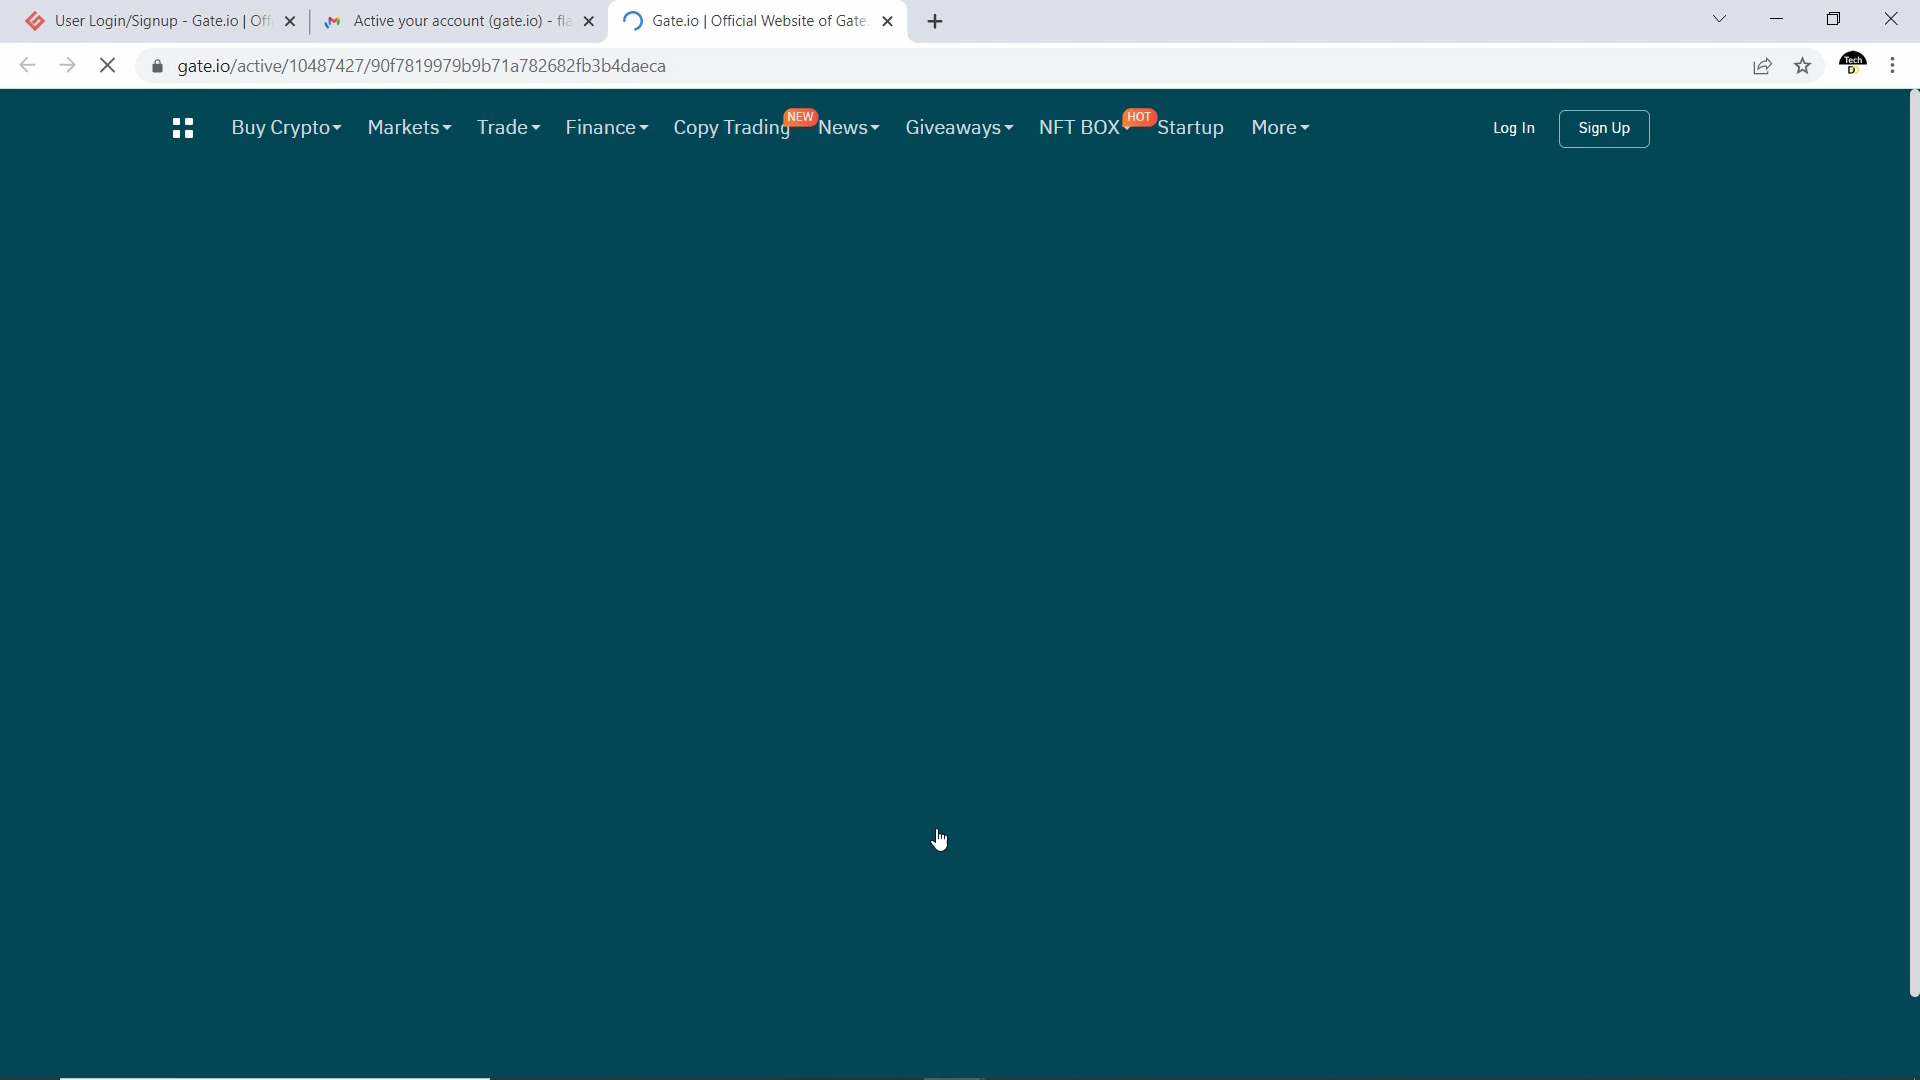 User Login/Signup - Gate.io | Offi
Active your account (gate.io) - fla
Gate.io | Official Website of Gate.
gate.io/active/10487427/90f7819979b9b71a782682fb3b4daeca
Tech
D
Buy Crypto
Markets
Trade
Finance
Copy Trading
NEW
News
Giveaways
NFT BOX
HOT
Startup
More
Log In
Sign Up